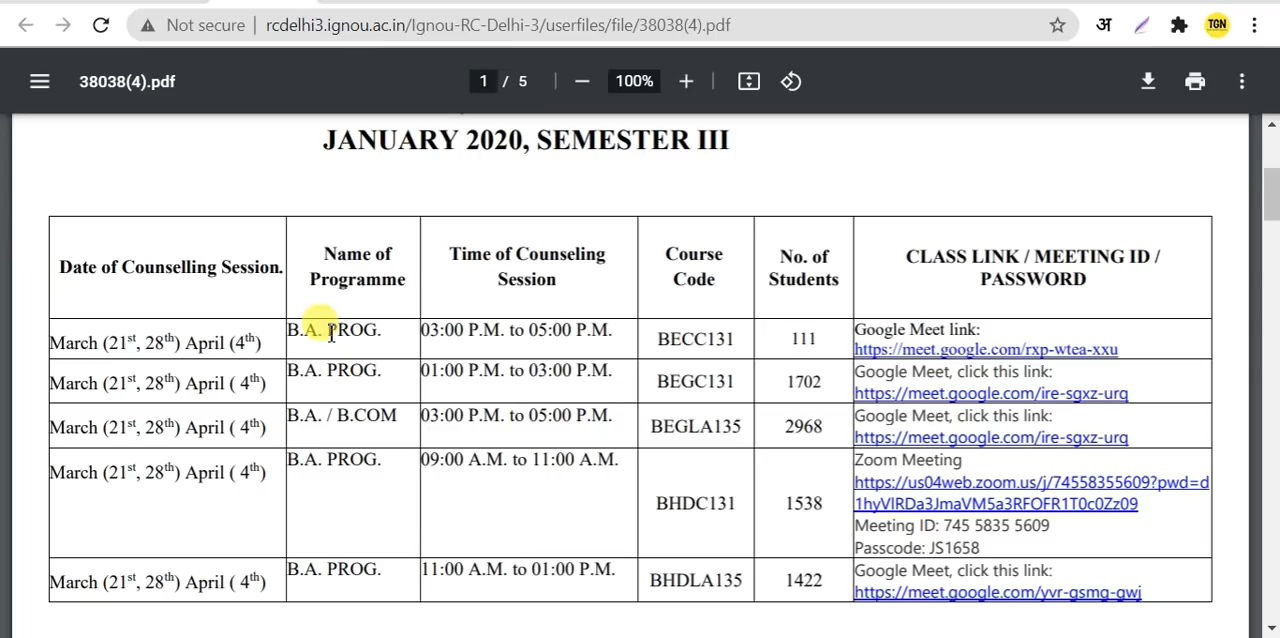 Not secure | rcdelhi3.ignou.ac.in/Ignou-RC-Delhi-3/userfiles/file/38038(4).pdf
अ
TGN
38038(4).pdf
1 / 5
100%
JANUARY 2020, SEMESTER III
Date of Counselling Session.
Name of
Programme
Time of Counseling
Session
Course
Code
No. of
Students
CLASS LINK / MEETING ID /
PASSWORD
March (21st, 28th) April (4th)
B.A. PROG.
03:00 P.M. to 05:00 P.M.
BECC131
111
Google Meet link:
https://meet.google.com/rxp-wtea-xxu
March (21st, 28th) April ( 4th)
B.A. PROG.
01:00 P.M. to 03:00 P.M.
BEGC131
1702
Google Meet, click this link:
https://meet.google.com/ire-sgxz-urq
March (21st, 28th) April ( 4th)
B.A. / B.COM
03:00 P.M. to 05:00 P.M.
BEGLA135
2968
Google Meet, click this link:
https://meet.google.com/ire-sgxz-urq
March (21st, 28th) April ( 4th)
B.A. PROG.
09:00 A.M. to 11:00 A.M.
BHDC131
1538
Zoom Meeting
https://us04web.zoom.us/j/74558355609?pwd=d
1hyVlRDa3JmaVM5a3RFOFR1T0c0Zz09
Meeting ID: 745 5835 5609
Passcode: JS1658
March (21st, 28th) April ( 4th)
B.A. PROG.
11:00 A.M. to 01:00 P.M.
BHDLA135
1422
Google Meet, click this link:
https://meet.google.com/yvr-gsmg-gwj